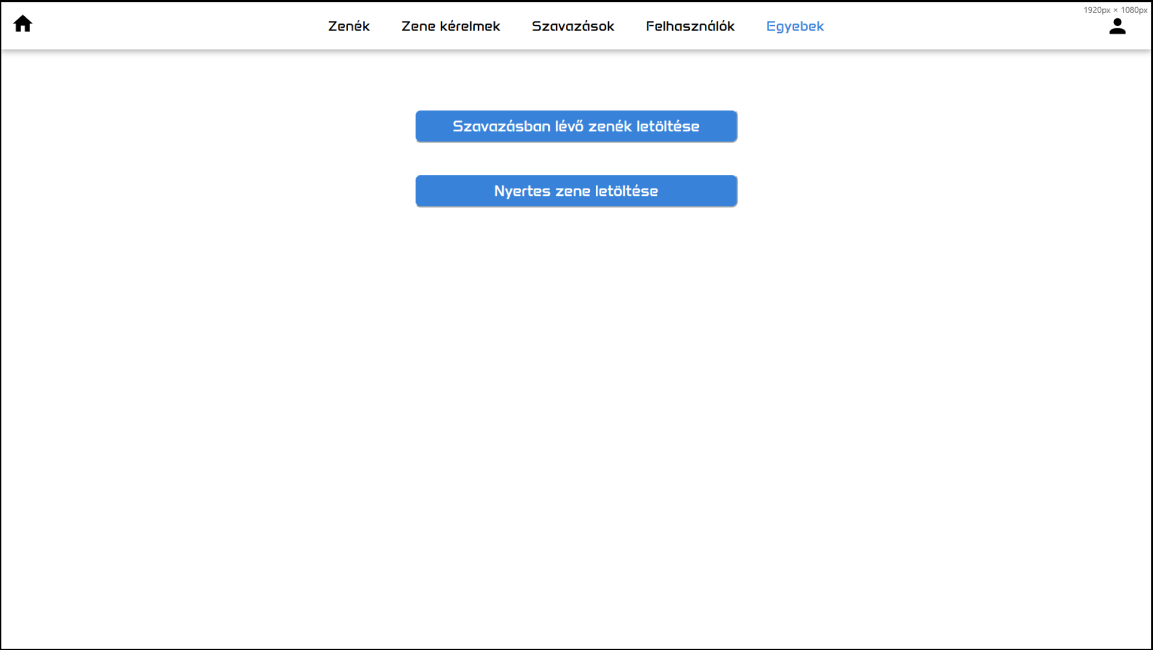 1920px × 1080px
Zenék Zene kérelmek Szavazások Felhasználók Egyebek
Szavazásban lévő zenék letöltése
Nyertes zene letöltése